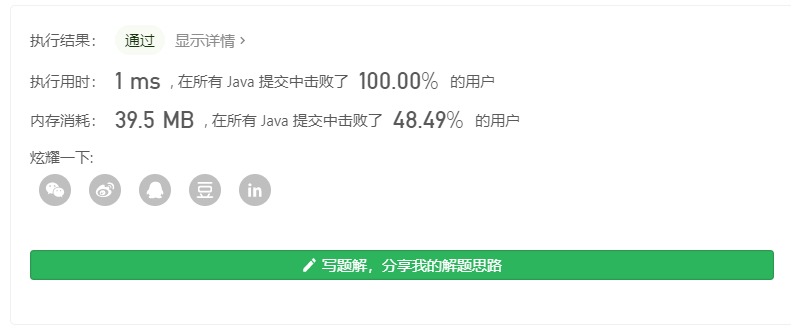 执行结果： 通过 显示详情 ›
执行用时： 1 ms , 在所有 Java 提交中击败了 100.00% 的用户
内存消耗： 39.5 MB , 在所有 Java 提交中击败了 48.49% 的用户
炫耀一下:
豆 in
写题解，分享我的解题思路